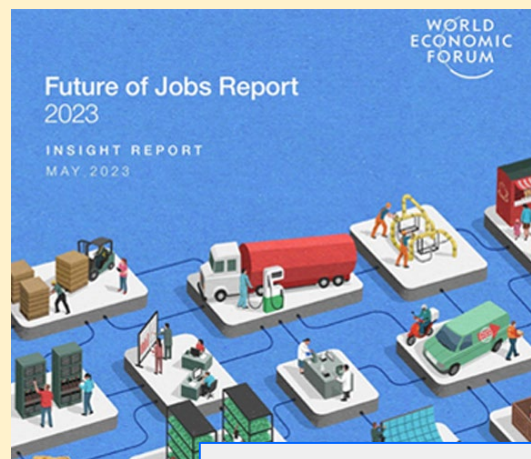 WORLD
ECONOMIC
FORUM
Future of Jobs Report
2023
INSIGHT REPORT
MAY 2023